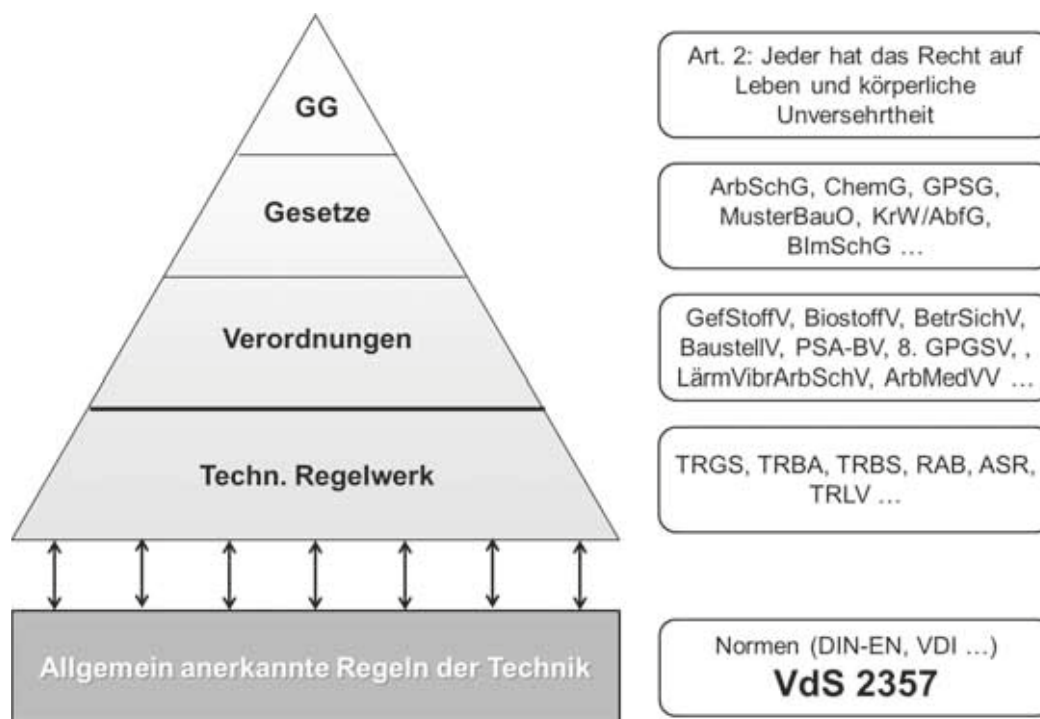 GG
Art. 2: Jeder hat das Recht auf
Leben und körperliche
Unversehrtheit
Gesetze
ArbSchG, ChemG, GPSG,
MusterBauO, KrW/AbfG,
BImSchG …
Verordnungen
GefStoffV, BiostoffV, BetrSichV,
BaustellV, PSA-BV, 8. GPGSV, ,
LärmVibrArbSchV, ArbMedVV …
Techn. Regelwerk
TRGS, TRBA, TRBS, RAB, ASR,
TRLV …
Allgemein anerkannte Regeln der Technik
Normen (DIN-EN, VDI …)
VdS 2357